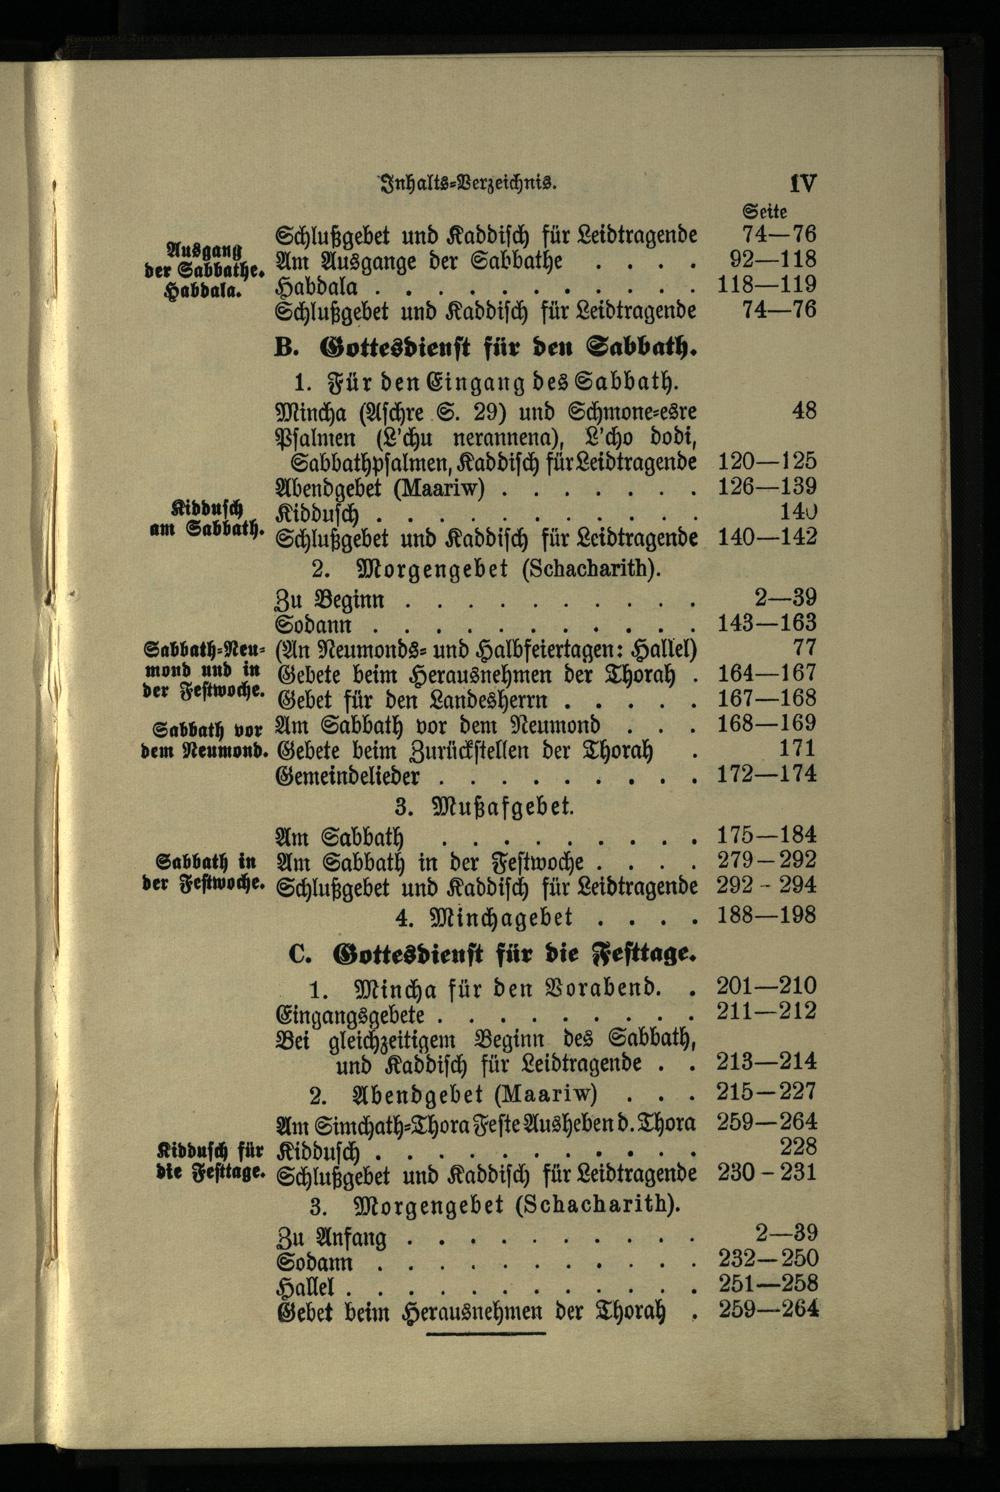 Inhalts-Verzeichnis. IV
Seite
Schlußgebet und Kaddisch für Leidtragende 74—76
Ausgang
der Sabbathe.
Habdala.
Am Ausgange der Sabbathe . . . . 92—118
Habdala . . . . . . . . . . . . 118—119
Schlußgebet und Kaddisch für Leidtragende 74—76
B. Gottesdienst für den Sabbath.
1. Für den Eingang des Sabbath.
Mincha (Aschre S. 29) und Schmone-esre 48
Psalmen (L'chu nerannena), L'cho dodi,
Sabbathpsalmen, Kaddisch für Leidtragende 120—125
Abendgebet (Maariw) . . . . . . . 126—139
Kiddusch
am Sabbath.
Kiddusch . . . . . . . . . . . . 140
Schlußgebet und Kaddisch für Leidtragende 140—142
2. Morgengebet (Schacharith).
Zu Beginn . . . . . . . . . . . 2—39
Sodann . . . . . . . . . . . . 143—163
Sabbath-Neu-
mond und in
der Festwoche.
(An Neumonds- und Halbfeiertagen: Hallel) 77
Gebete beim Herausnehmen der Thorah . 164—167
Gebet für den Landesherrn . . . . . 167—168
Sabbath vor
dem Neumond.
Am Sabbath vor dem Neumond . . . 168—169
Gebete beim Zurückstellen der Thorah . 171
Gemeindelieder . . . . . . . . . 172—174
3. Mußafgebet.
Am Sabbath . . . . . . . . . 175—184
Sabbath in
der Festwoche.
Am Sabbath in der Festwoche . . . . 279—292
Schlußgebet und Kaddisch für Leidtragende 292 - 294
4. Minchagebet . . . . 188—198
C. Gottesdienst für die Festtage.
1. Mincha für den Vorabend. . 201—210
Eingangsgebete . . . . . . . . . 211—212
Bei gleichzeitigem Beginn des Sabbath,
und Kaddisch für Leidtragende . . 213—214
2. Abendgebet (Maariw) . . . 215—227
Am Simchath-Thora Feste Ausheben d. Thora 259—264
Kiddusch für
die Festtage.
Kiddusch . . . . . . . . . . . . 228
Schlußgebet und Kaddisch für Leidtragende 230 - 231
3. Morgengebet (Schacharith).
Zu Anfang . . . . . . . . . . . 2—39
Sodann . . . . . . . . . . . . 232—250
Hallel . . . . . . . . . . . . . 251—258
Gebet beim Herausnehmen der Thorah . 259—264